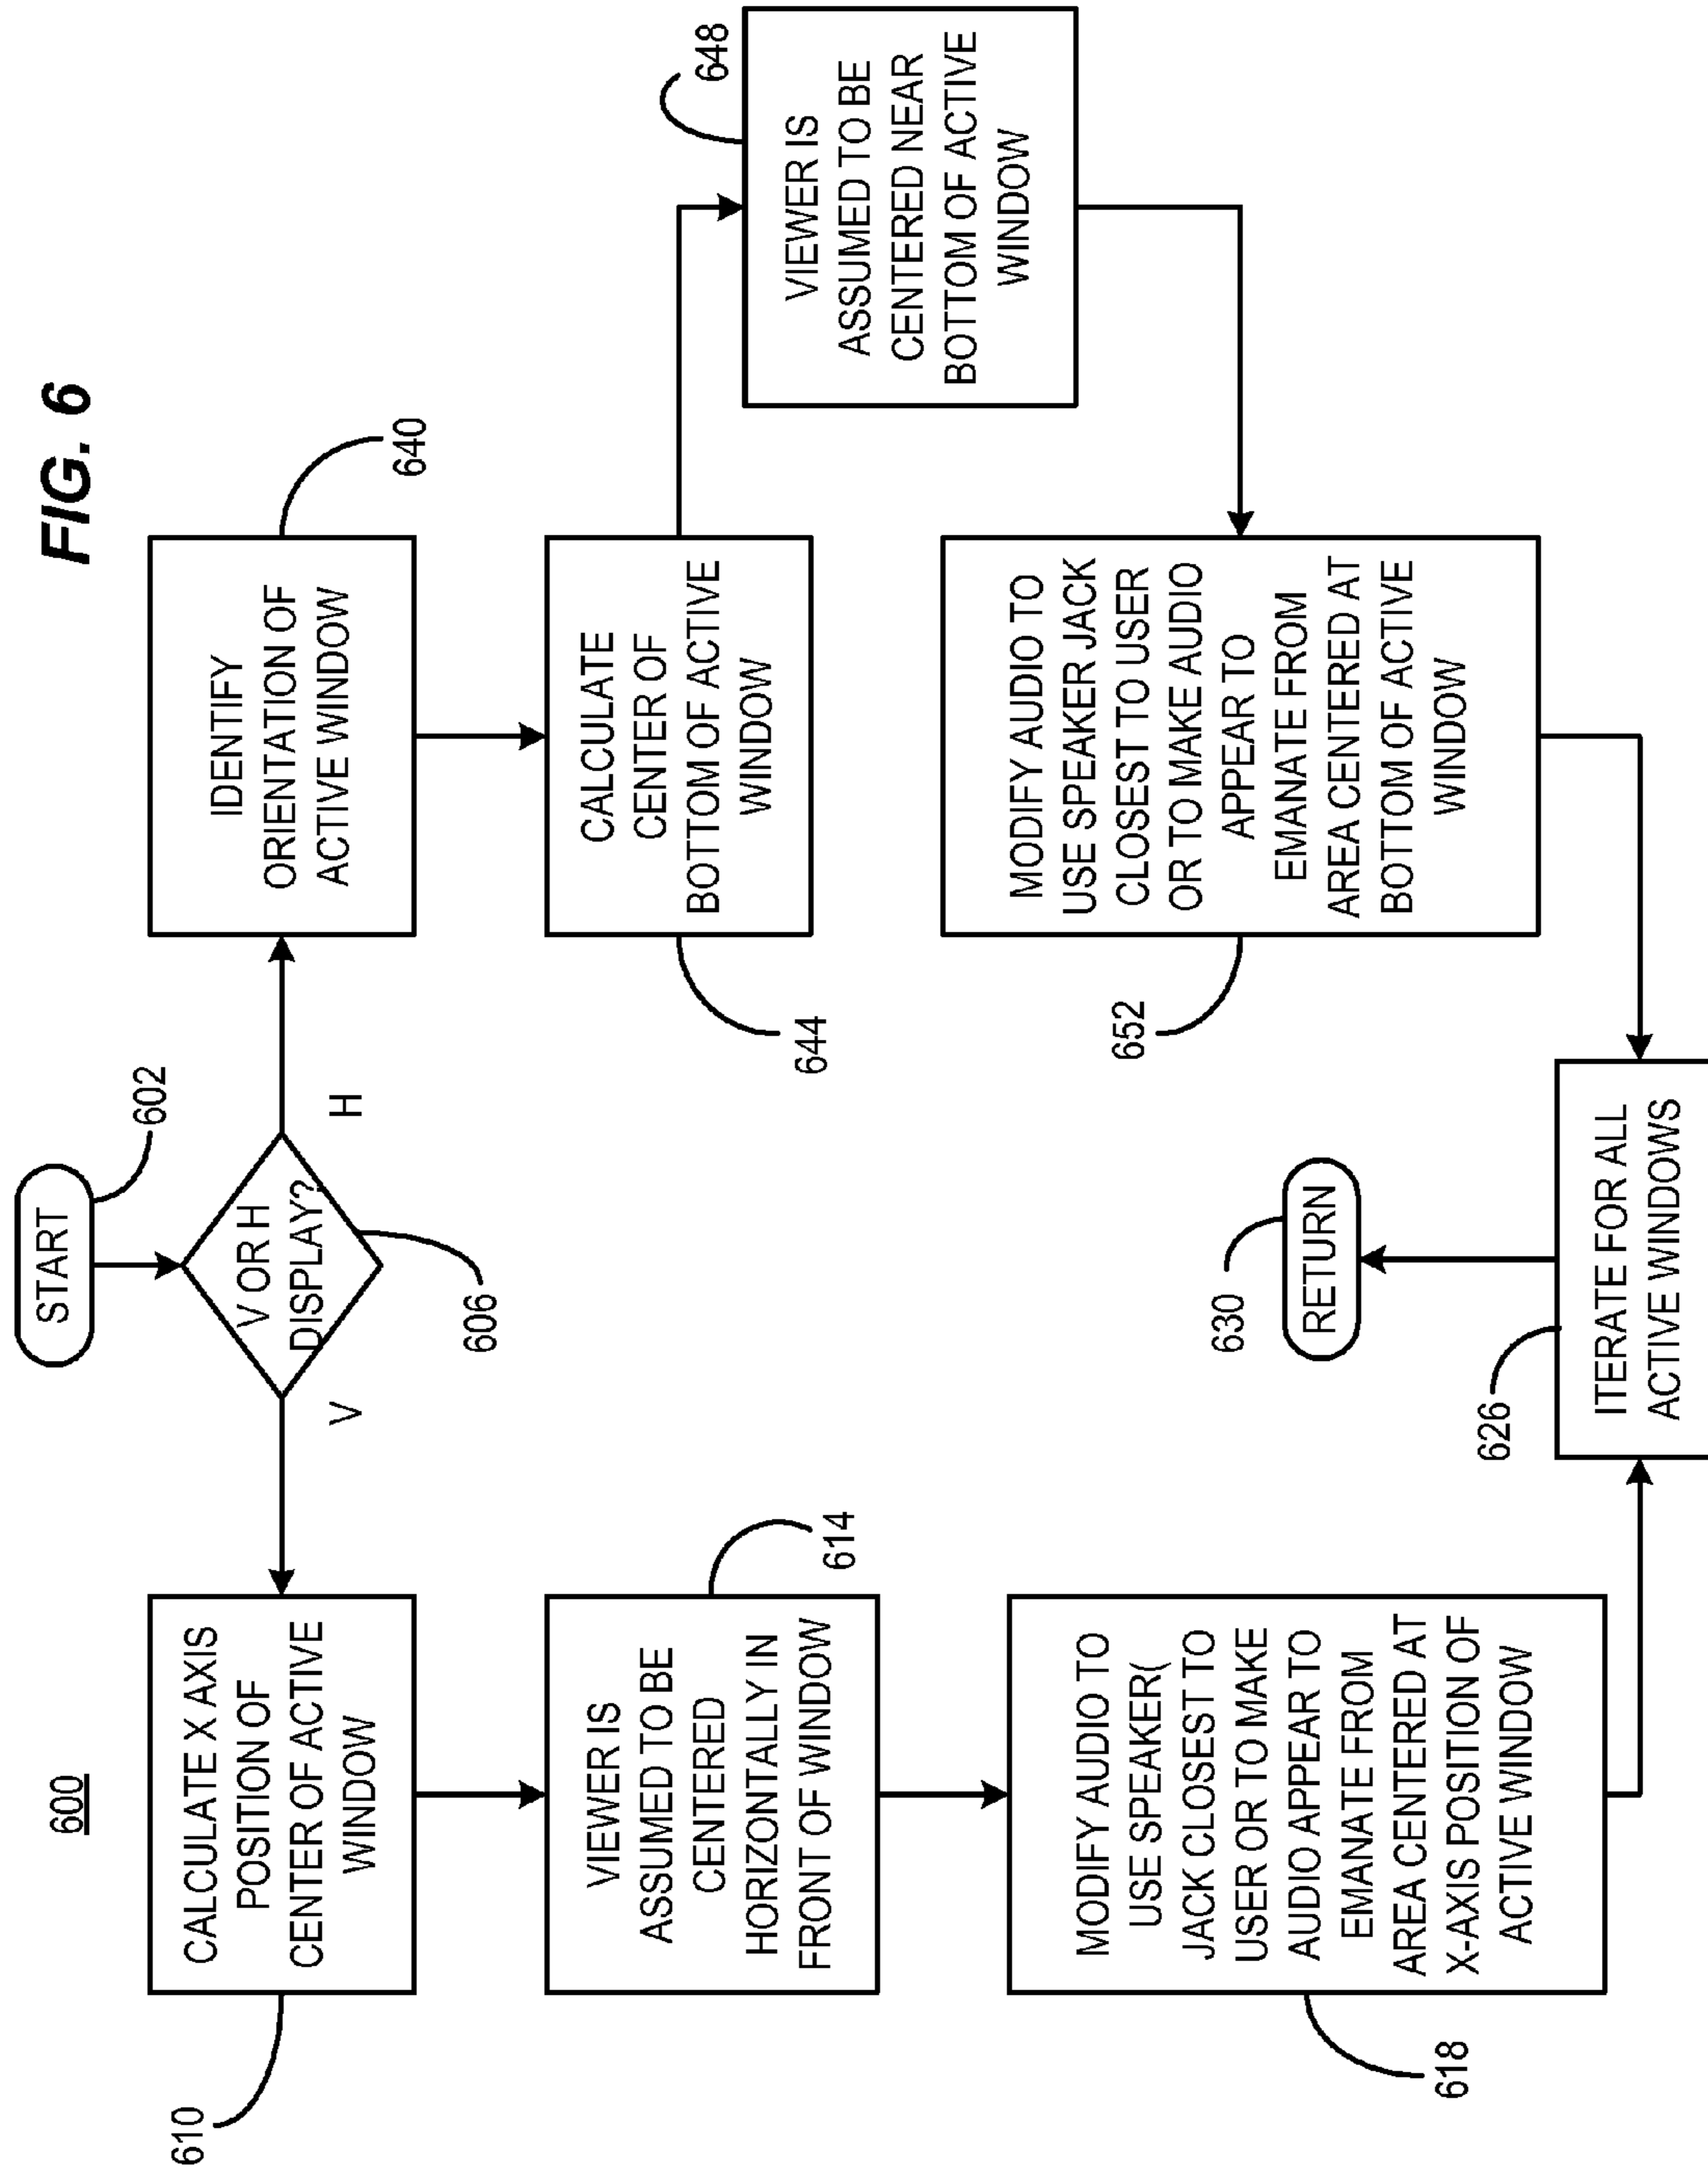 FIG. 6
600
START
602
V OR H
DISPLAY?
606
V
H
CALCULATE X AXIS
POSITION OF
CENTER OF ACTIVE
WINDOW
610
VIEWER IS
ASSUMED TO BE
CENTERED
HORIZONTALLY IN
FRONT OF WINDOW
614
MODIFY AUDIO TO
USE SPEAKER(
JACK CLOSEST TO
USER OR TO MAKE
AUDIO APPEAR TO
EMANATE FROM
AREA CENTERED AT
X-AXIS POSITION OF
ACTIVE WINDOW
618
IDENTIFY
ORIENTATION OF
ACTIVE WINDOW
640
CALCULATE
CENTER OF
BOTTOM OF ACTIVE
WINDOW
644
VIEWER IS
ASSUMED TO BE
CENTERED NEAR
BOTTOM OF ACTIVE
WINDOW
648
MODIFY AUDIO TO
USE SPEAKER JACK
CLOSEST TO USER
OR TO MAKE AUDIO
APPEAR TO
EMANATE FROM
AREA CENTERED AT
BOTTOM OF ACTIVE
WINDOW
652
ITERATE FOR ALL
ACTIVE WINDOWS
626
RETURN
630